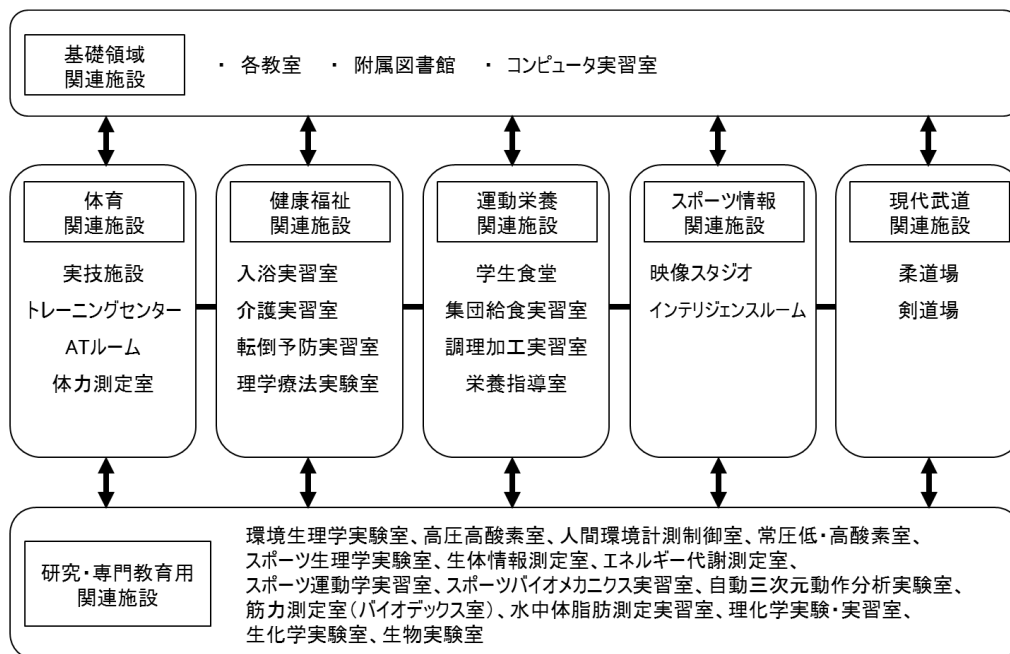 基礎領域
関連施設
・ 各教室 ・ 附属図書館 ・ コンピュータ実習室
体育
関連施設
実技施設
トレーニングセンター
ATルーム
体力測定室
健康福祉
関連施設
入浴実習室
介護実習室
転倒予防実習室
理学療法実験室
運動栄養
関連施設
学生食堂
集団給食実習室
調理加工実習室
栄養指導室
スポーツ情報
関連施設
映像スタジオ
インテリジェンスルーム
現代武道
関連施設
柔道場
剣道場
研究・専門教育用
関連施設
環境生理学実験室、高圧高酸素室、人間環境計測制御室、常圧低・高酸素室、
スポーツ生理学実験室、生体情報測定室、エネルギー代謝測定室、
スポーツ運動学実習室、スポーツバイオメカニクス実習室、自動三次元動作分析実験室、
筋力測定室（バイオデックス室）、水中体脂肪測定実習室、理化学実験・実習室、
生化学実験室、生物実験室